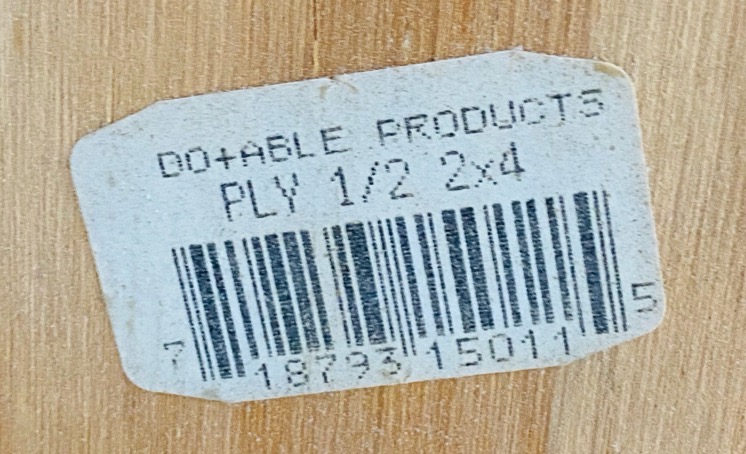 DO+ABLE PRODUCTS
PLY 1/2 2x4
7 18793 15011 5